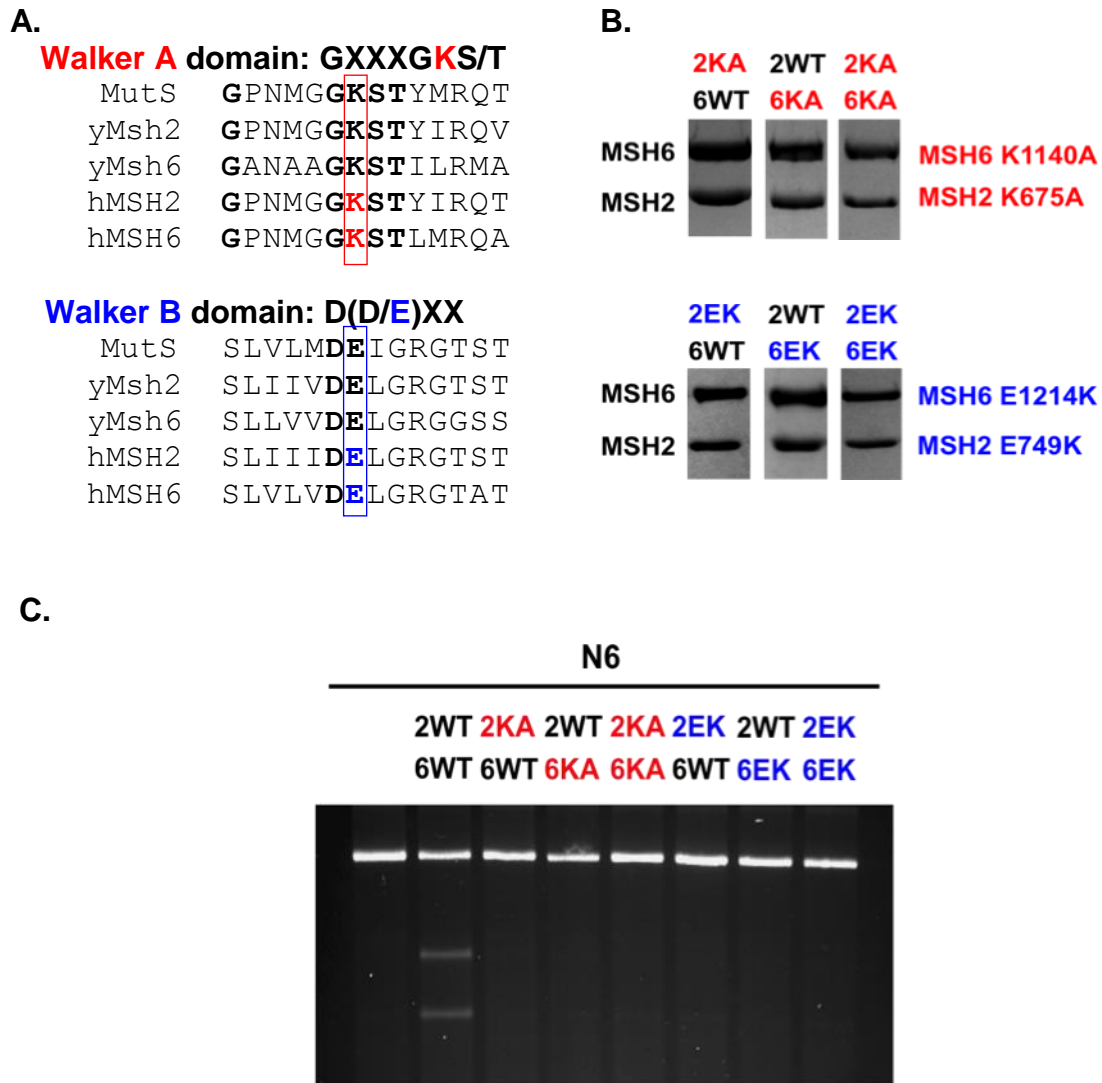 A.
Walker A domain: GXXXGKS/T
MutS GPNMGGKSTYMRQT
yMsh2 GPNMGGKSTYIRQV
yMsh6 GANAAGKSTILRMA
hMSH2 GPNMGGKSTYIRQT
hMSH6 GPNMGGKSTLMRQA
Walker B domain: D(D/E)XX
MutS SLVLMDEIGRGTST
yMsh2 SLIIVDELGRGTST
yMsh6 SLLVVDELGRGGSS
hMSH2 SLIIIDELGRGTST
hMSH6 SLVLVDELGRGTAT
B.
2KA 2WT 2KA
6WT 6KA 6KA
MSH6 MSH6 K1140A
MSH2 MSH2 K675A
2EK 2WT 2EK
6WT 6EK 6EK
MSH6 MSH6 E1214K
MSH2 MSH2 E749K
C.
N6
2WT 2KA 2WT 2KA 2EK 2WT 2EK
6WT 6WT 6KA 6KA 6WT 6EK 6EK